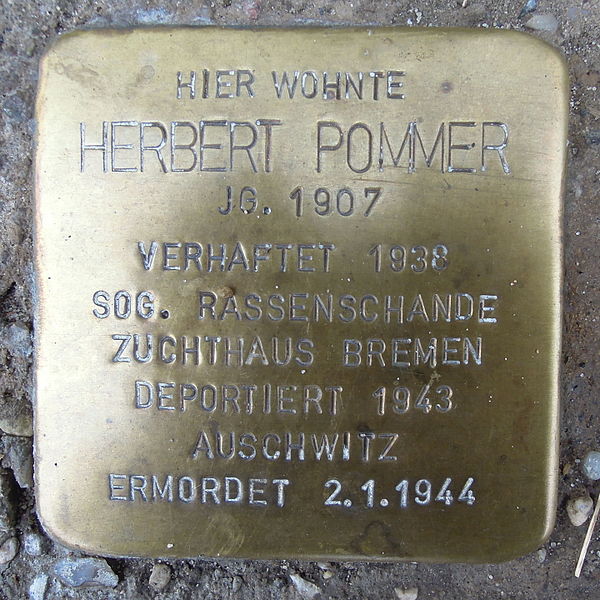 HIER WOHNTE
HERBERT POMMER
JG. 1907
VERHAFTET 1938
SOG. RASSENSCHANDE
ZUCHTHAUS BREMEN
DEPORTIERT 1943
AUSCHWITZ
ERMORDET 2.1.1944